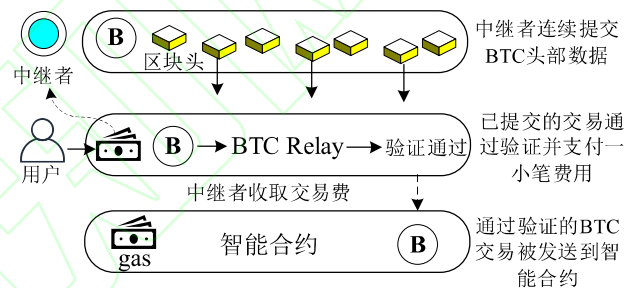 B
区块头
中继者连续提交
BTC头部数据
中继者
用户
B
BTC Relay
验证通过
已提交的交易通
过验证并支付一
小笔费用
中继者收取交易费
gas
智能合约
B
通过验证的BTC
交易被发送到智
能合约